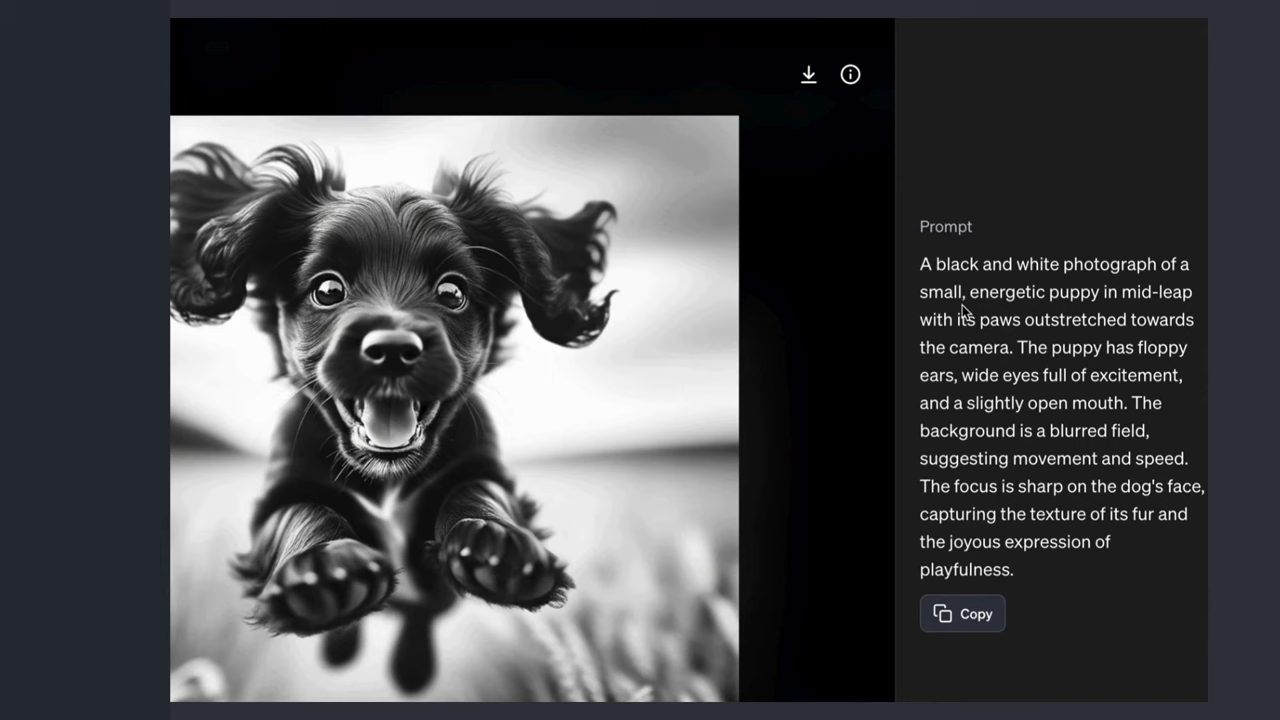 Prompt
A black and white photograph of a
small, energetic puppy in mid-leap
with its paws outstretched towards
the camera. The puppy has floppy
ears, wide eyes full of excitement,
and a slightly open mouth. The
background is a blurred field,
suggesting movement and speed.
The focus is sharp on the dog's face,
capturing the texture of its fur and
the joyous expression of
playfulness.
Copy